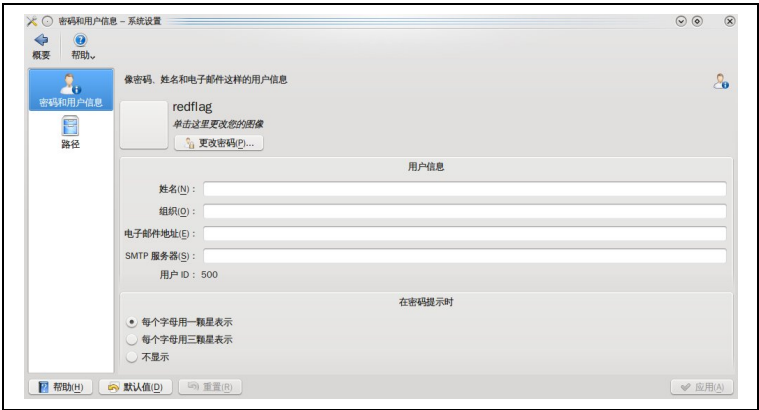 密码和用户信息 – 系统设置
概要
帮助
密码和用户信息
路径
像密码、姓名和电子邮件这样的用户信息
redflag
单击这里更改您的图像
更改密码(P)...
用户信息
姓名(N)：
组织(O)：
电子邮件地址(E)：
SMTP 服务器(S)：
用户 ID： 500
在密码提示时
每个字母用一颗星表示
每个字母用三颗星表示
不显示
帮助(H)
默认值(D)
重置(R)
应用(A)